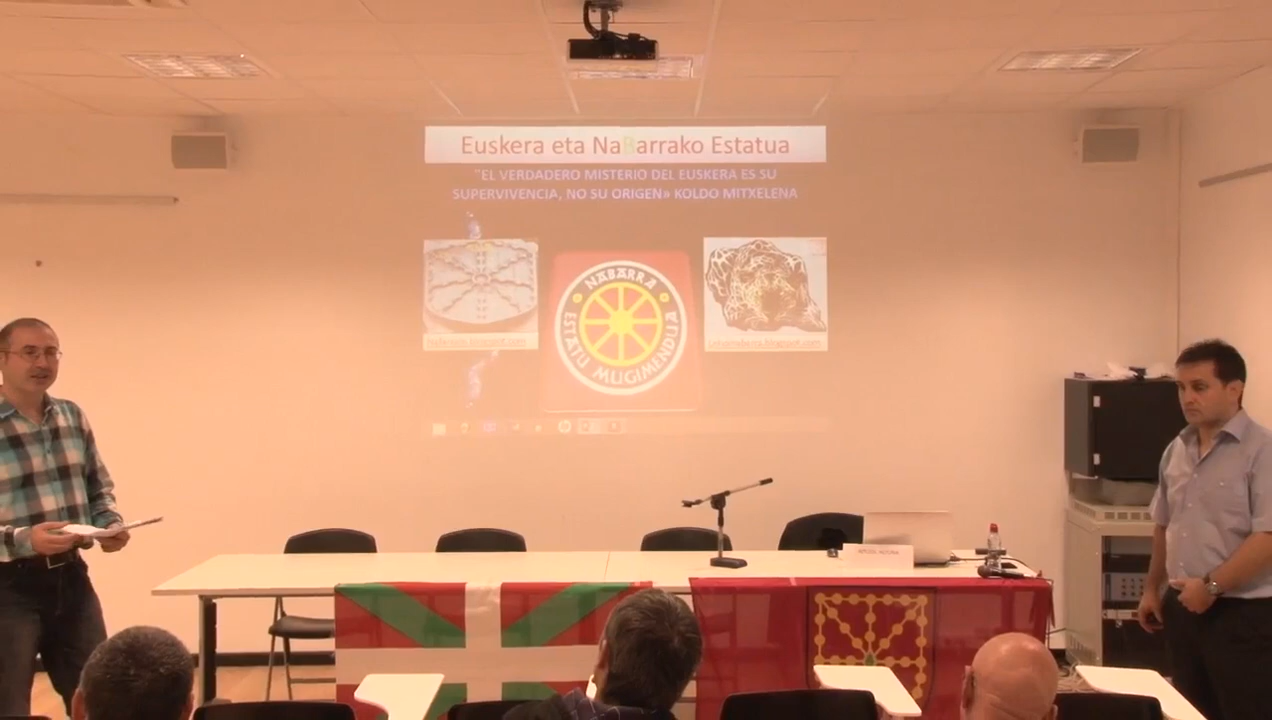 Euskera eta NaBarrako Estatua
"EL VERDADERO MISTERIO DEL EUSKERA ES SU
SUPERVIVENCIA, NO SU ORIGEN» KOLDO MITXELENA
NABARRA
ESTATU MUGIMENDUA